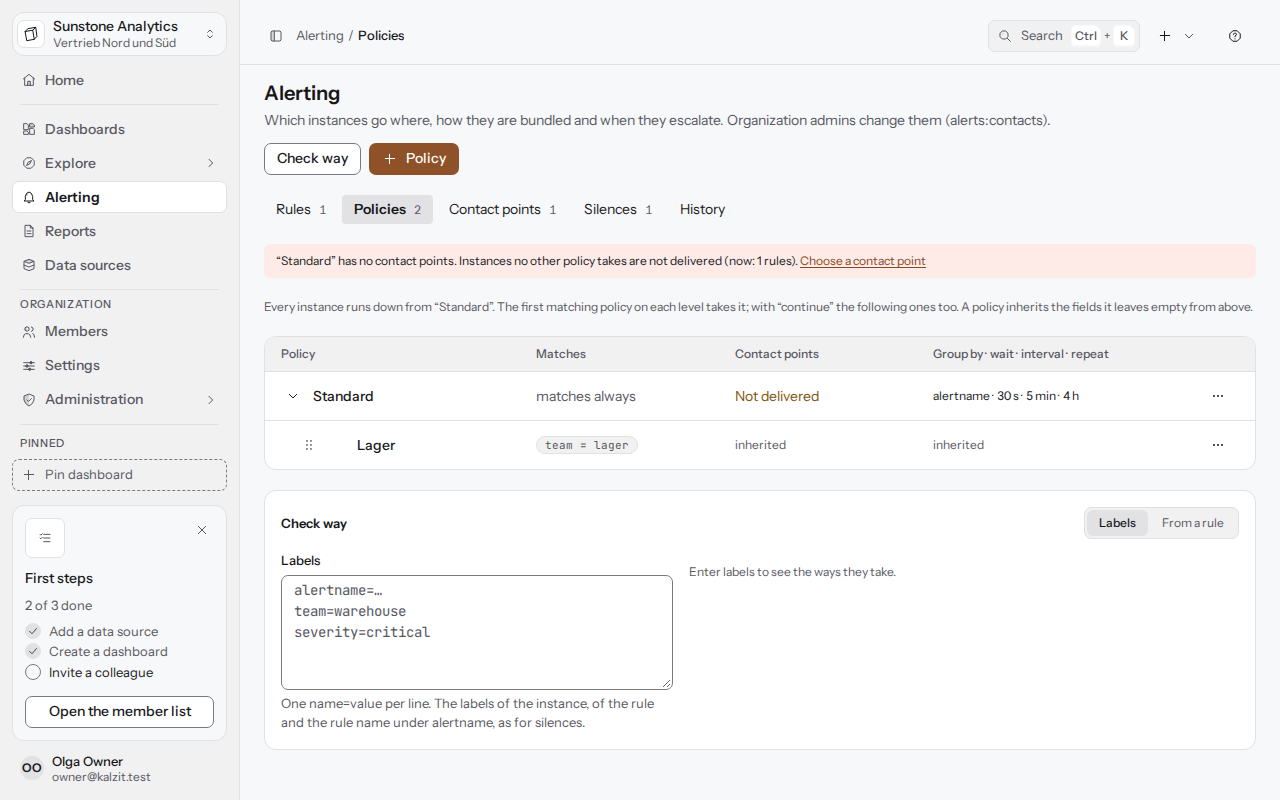 Sunstone Analytics
Vertrieb Nord und Süd
Home
Dashboards
Explore
Alerting
Reports
Data sources
ORGANIZATION
Members
Settings
Administration
PINNED
Pin dashboard
First steps
2 of 3 done
Add a data source
Create a dashboard
Invite a colleague
Open the member list
OO
Olga Owner
owner@kalzit.test
Alerting / Policies
Search Ctrl + K
Alerting
Which instances go where, how they are bundled and when they escalate. Organization admins change them (alerts:contacts).
Check way
Policy
Rules 1 Policies 2 Contact points 1 Silences 1 History
“Standard” has no contact points. Instances no other policy takes are not delivered (now: 1 rules). Choose a contact point
Every instance runs down from “Standard”. The first matching policy on each level takes it; with “continue” the following ones too. A policy inherits the fields it leaves empty from above.
Policy Matches Contact points Group by · wait · interval · repeat
Standard matches always Not delivered alertname · 30 s · 5 min · 4 h
Lager team = lager inherited inherited
Check way
Labels From a rule
Labels
alertname=…
team=warehouse
severity=critical
One name=value per line. The labels of the instance, of the rule
and the rule name under alertname, as for silences.
Enter labels to see the ways they take.